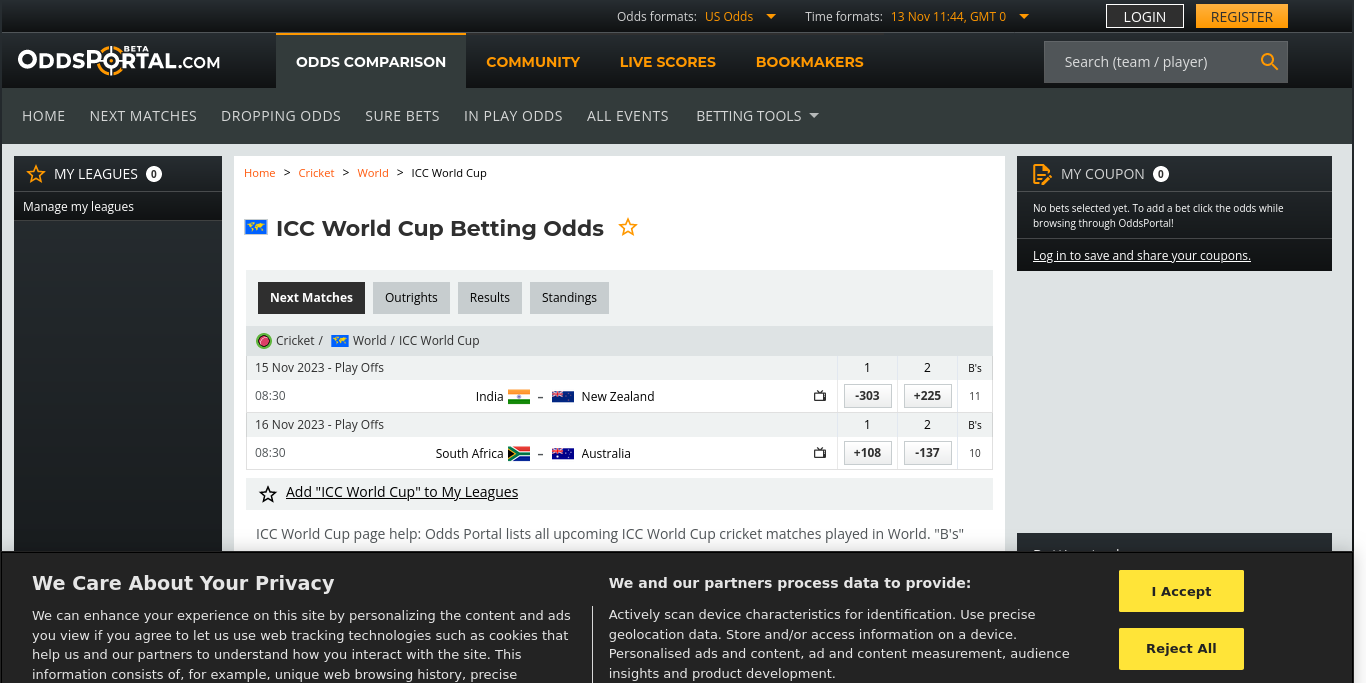 Odds formats: US Odds Time formats: 13 Nov 11:44, GMT 0 LOGIN REGISTER
ODDSPORTAL.COM BETA ODDS COMPARISON COMMUNITY LIVE SCORES BOOKMAKERS Search (team / player)
HOME NEXT MATCHES DROPPING ODDS SURE BETS IN PLAY ODDS ALL EVENTS BETTING TOOLS
MY LEAGUES 0
Manage my leagues
Home > Cricket > World > ICC World Cup
ICC World Cup Betting Odds
Next Matches Outrights Results Standings
Cricket / World / ICC World Cup
15 Nov 2023 - Play Offs 1 2 B's
08:30 India – New Zealand -303 +225 11
16 Nov 2023 - Play Offs 1 2 B's
08:30 South Africa – Australia +108 -137 10
Add "ICC World Cup" to My Leagues
ICC World Cup page help: Odds Portal lists all upcoming ICC World Cup cricket matches played in World. "B's"
MY COUPON 0
No bets selected yet. To add a bet click the odds while
browsing through OddsPortal!
Log in to save and share your coupons.
We Care About Your Privacy
We can enhance your experience on this site by personalizing the content and ads
you view if you agree to let us use web tracking technologies such as cookies that
help us and our partners to understand how you interact with the site. This
information consists of, for example, unique web browsing history, precise
We and our partners process data to provide:
Actively scan device characteristics for identification. Use precise
geolocation data. Store and/or access information on a device.
Personalised ads and content, ad and content measurement, audience
insights and product development.
I Accept
Reject All